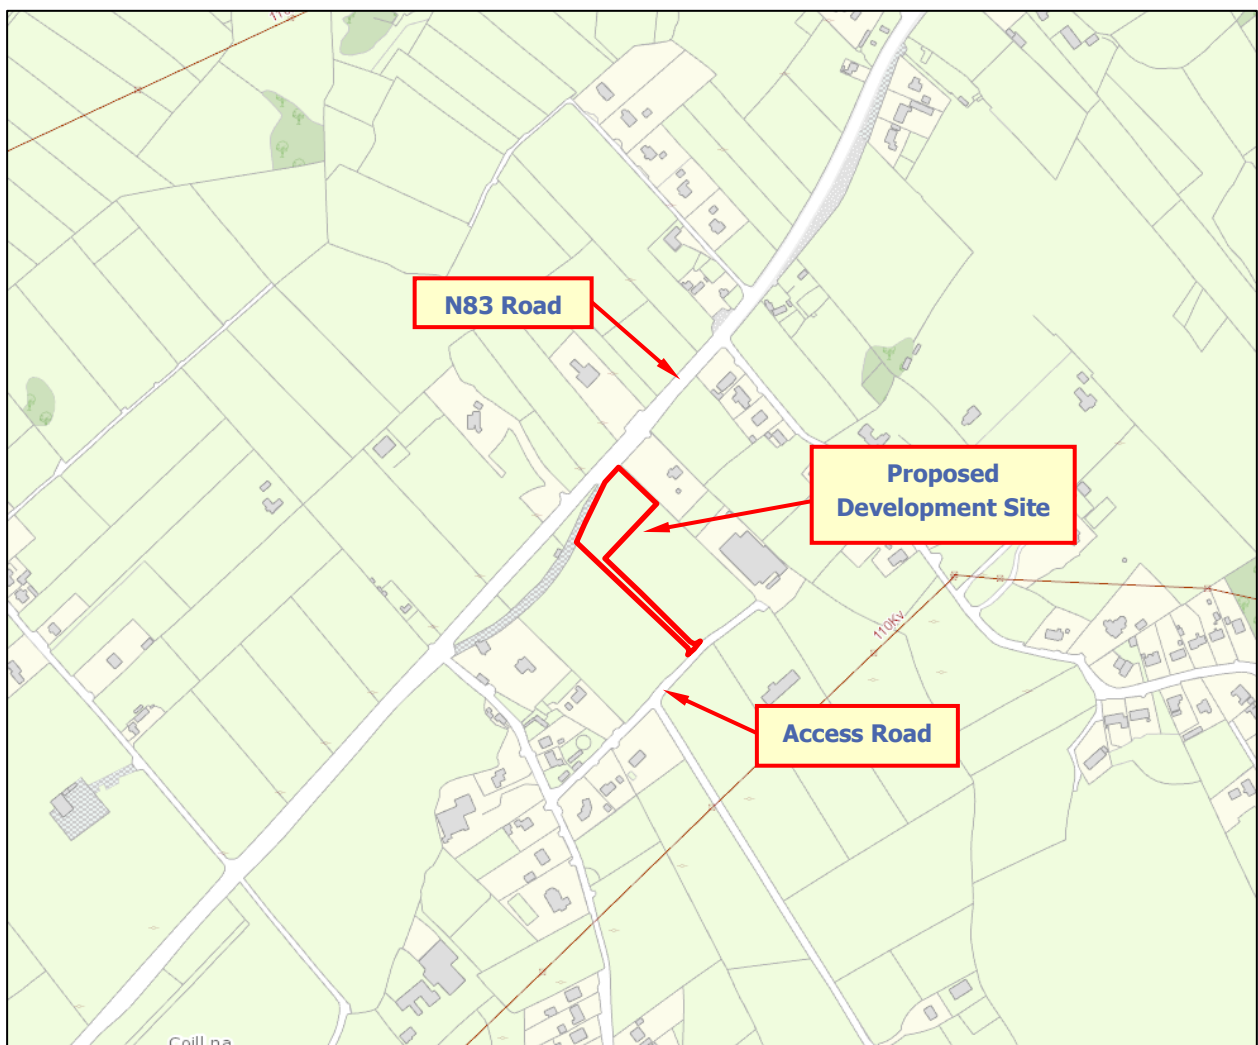 N83 Road
Proposed
Development Site
110Kv
Access Road
Coill na